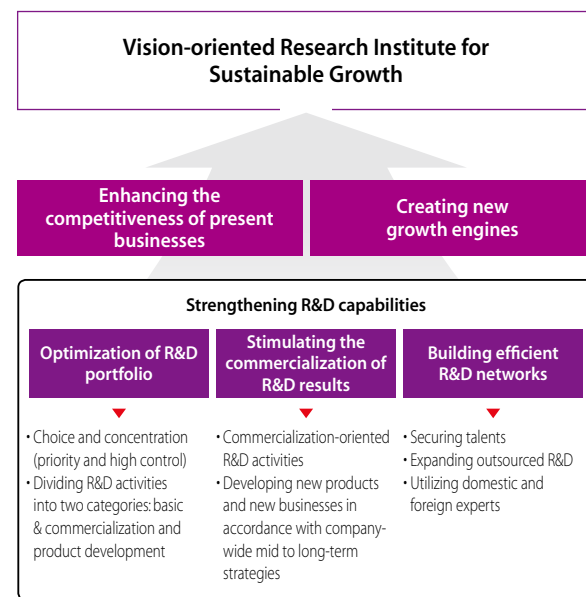 Vision-oriented Research Institute for
Sustainable Growth
Enhancing the
competitiveness of present
businesses
Creating new
growth engines
Strengthening R&D capabilities
Optimization of R&D
portfolio
Stimulating the
commercialization of
R&D results
Building efficient
R&D networks
• Choice and concentration
(priority and high control)
• Dividing R&D activities
into two categories: basic
& commercialization and
product development
• Commercialization-oriented
R&D activities
• Developing new products
and new businesses in
accordance with company-
wide mid to long-term
strategies
• Securing talents
• Expanding outsourced R&D
• Utilizing domestic and
foreign experts